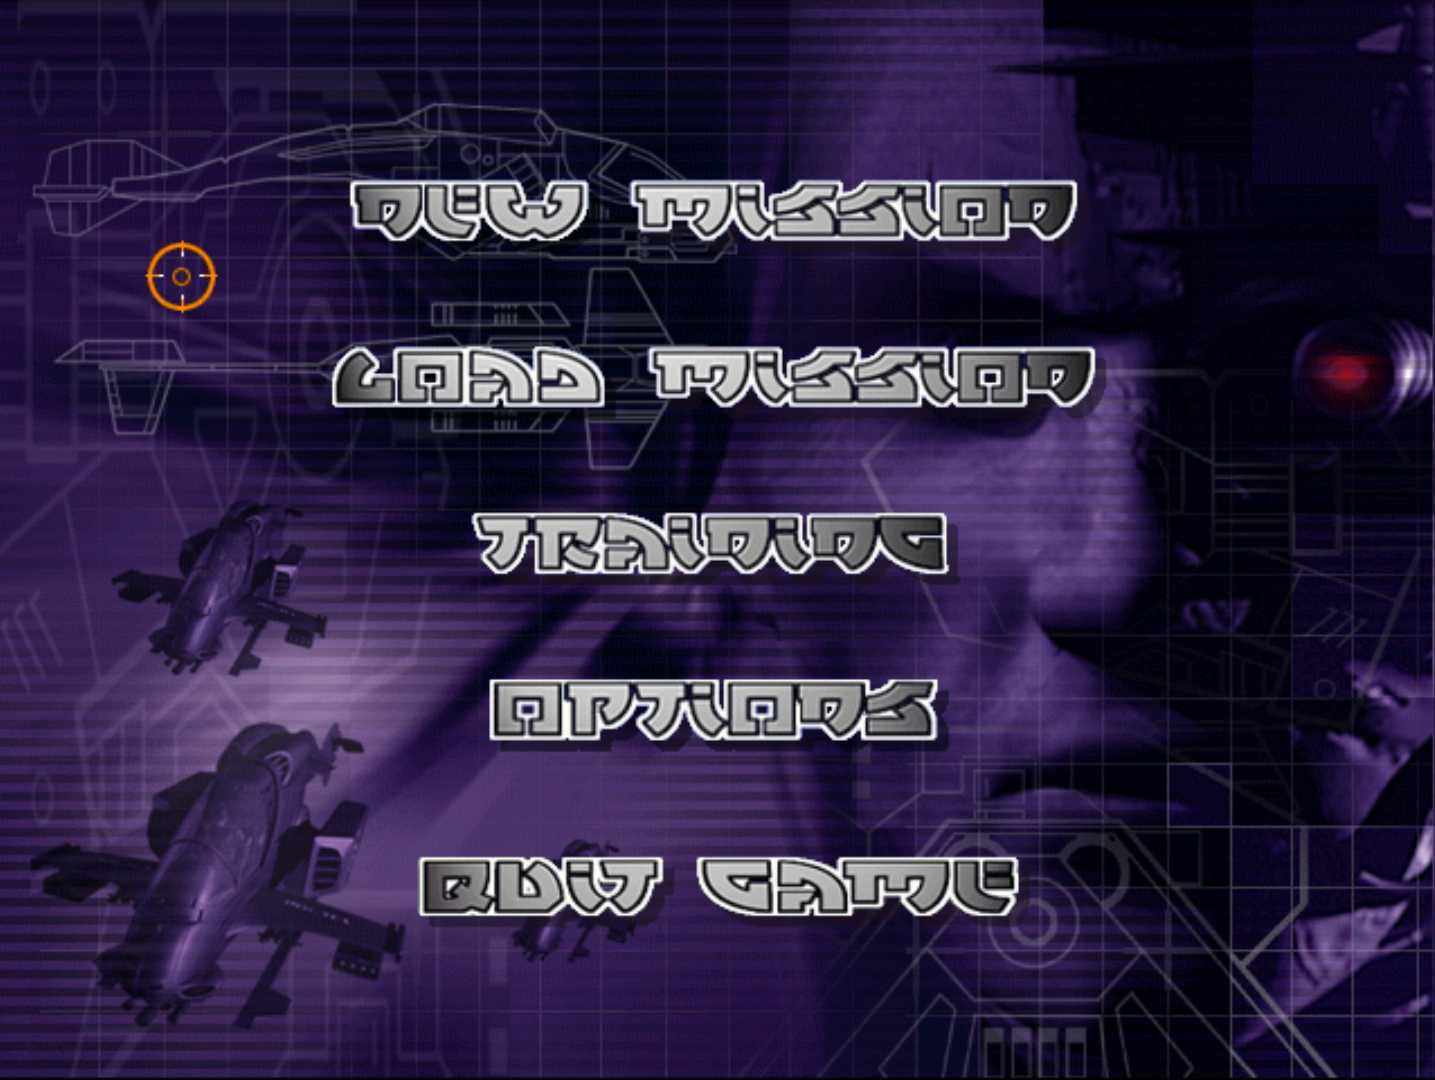 NEW MISSION
LOAD MISSION
TRAINING
OPTIONS
QUIT GAME